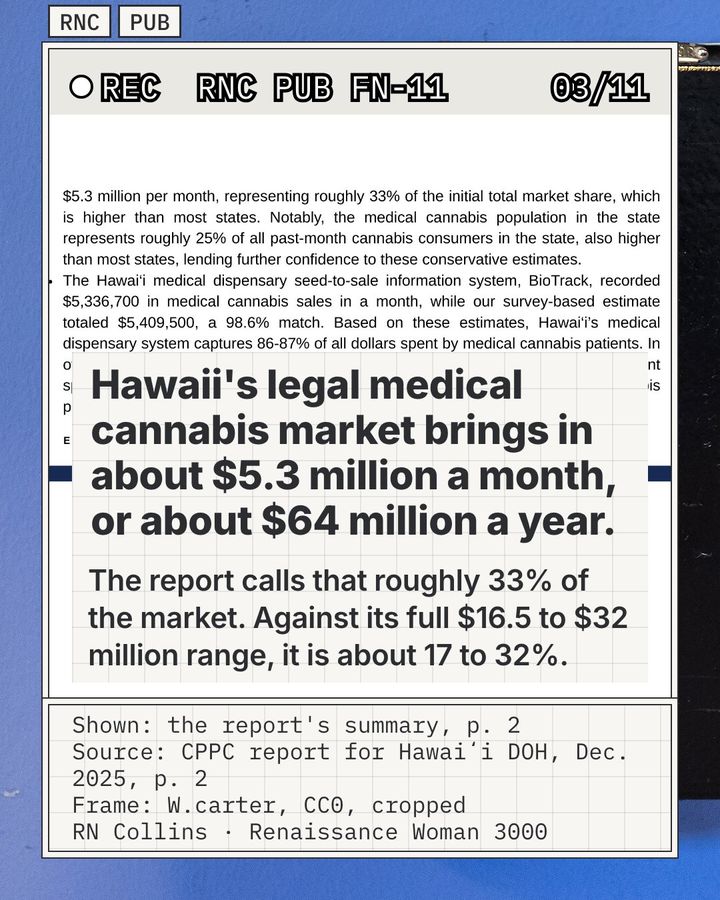 RNC PUB
REC RNC PUB FN-11 03/11
$5.3 million per month, representing roughly 33% of the initial total market share, which
is higher than most states. Notably, the medical cannabis population in the state
represents roughly 25% of all past-month cannabis consumers in the state, also higher
than most states, lending further confidence to these conservative estimates.
• The Hawaiʻi medical dispensary seed-to-sale information system, BioTrack, recorded
$5,336,700 in medical cannabis sales in a month, while our survey-based estimate
totaled $5,409,500, a 98.6% match. Based on these estimates, Hawaiʻi's medical
dispensary system captures 86-87% of all dollars spent by medical cannabis patients. In
Hawaii's legal medical
cannabis market brings in
about $5.3 million a month,
or about $64 million a year.
The report calls that roughly 33% of
the market. Against its full $16.5 to $32
million range, it is about 17 to 32%.
Shown: the report's summary, p. 2
Source: CPPC report for Hawaiʻi DOH, Dec.
2025, p. 2
Frame: W.carter, CC0, cropped
RN Collins · Renaissance Woman 3000